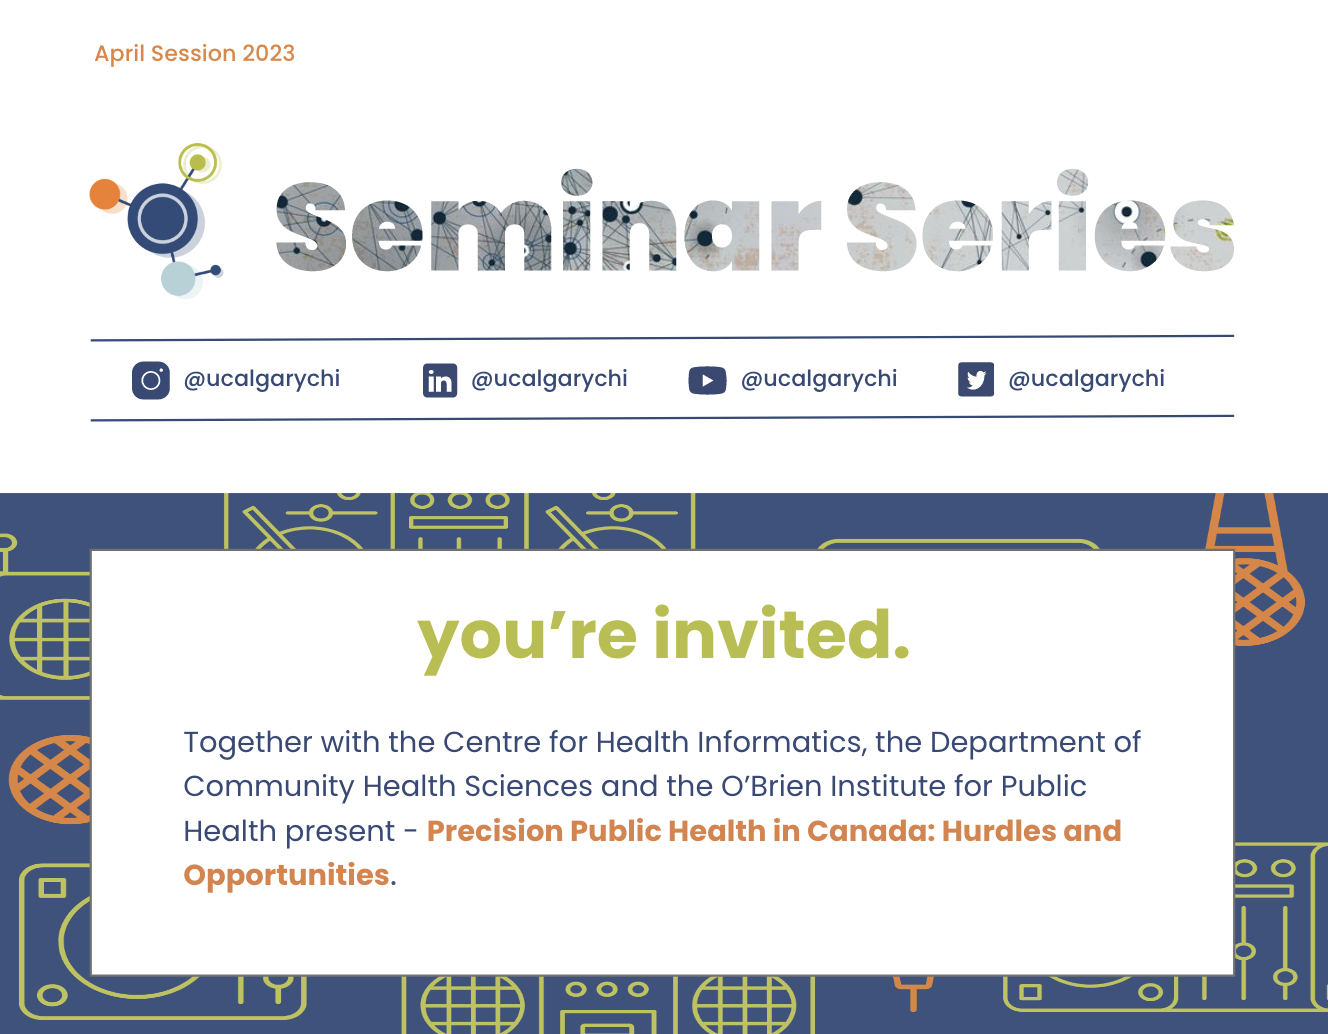 April Session 2023
Seminar Series
@ucalgarychi @ucalgarychi @ucalgarychi @ucalgarychi
you’re invited.
Together with the Centre for Health Informatics, the Department of
Community Health Sciences and the O’Brien Institute for Public
Health present - Precision Public Health in Canada: Hurdles and
Opportunities.